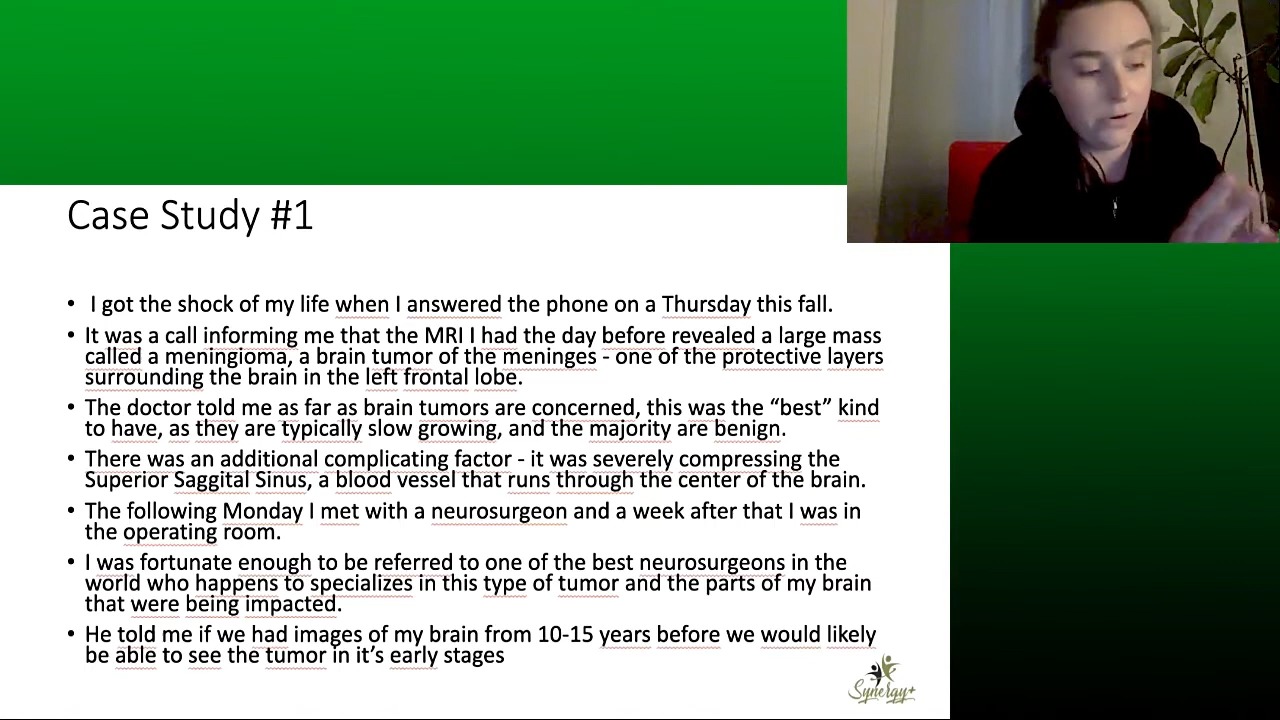 Case Study #1
• I got the shock of my life when I answered the phone on a Thursday this fall.
• It was a call informing me that the MRI I had the day before revealed a large mass
called a meningioma, a brain tumor of the meninges - one of the protective layers
surrounding the brain in the left frontal lobe.
• The doctor told me as far as brain tumors are concerned, this was the “best” kind
to have, as they are typically slow growing, and the majority are benign.
• There was an additional complicating factor - it was severely compressing the
Superior Saggital Sinus, a blood vessel that runs through the center of the brain.
• The following Monday I met with a neurosurgeon and a week after that I was in
the operating room.
• I was fortunate enough to be referred to one of the best neurosurgeons in the
world who happens to specializes in this type of tumor and the parts of my brain
that were being impacted.
• He told me if we had images of my brain from 10-15 years before we would likely
be able to see the tumor in it’s early stages
Synergy+